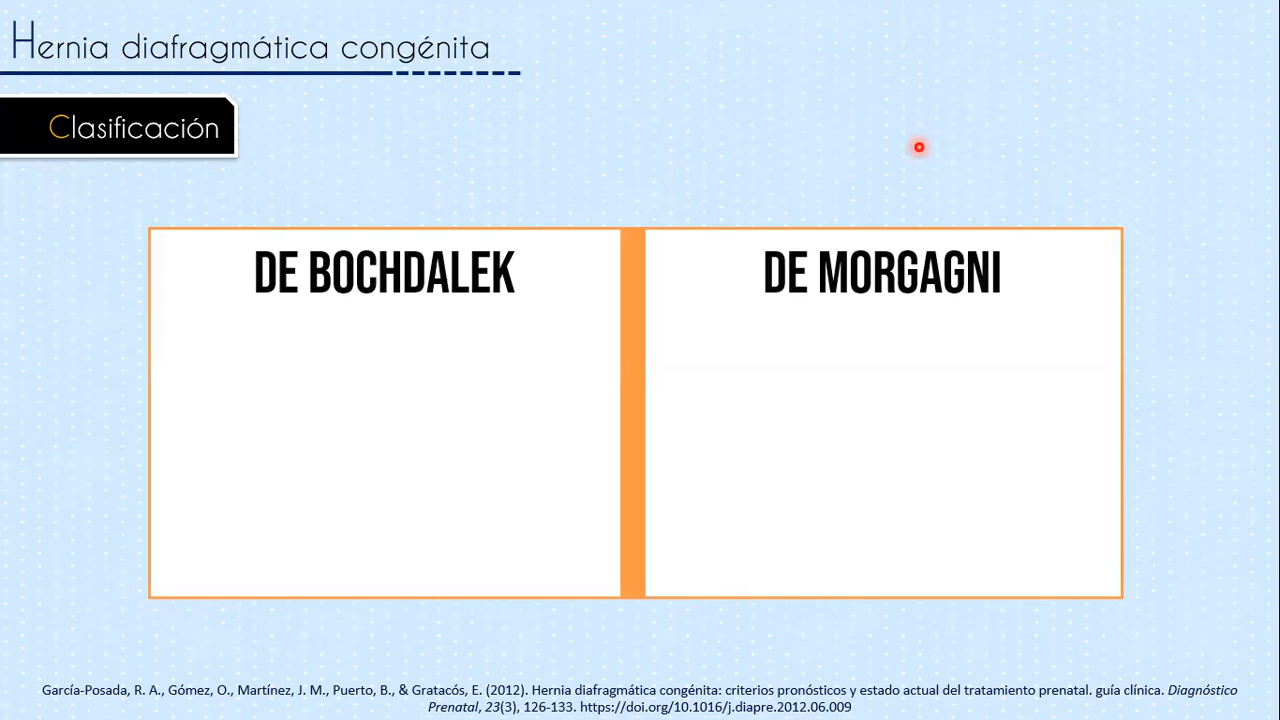 Hernia diafragmática congénita
Clasificación
DE BOCHDALEK
DE MORGAGNI
García-Posada, R. A., Gómez, O., Martínez, J. M., Puerto, B., & Gratacós, E. (2012). Hernia diafragmática congénita: criterios pronósticos y estado actual del tratamiento prenatal. guía clínica. Diagnóstico
Prenatal, 23(3), 126-133. https://doi.org/10.1016/j.diapre.2012.06.009